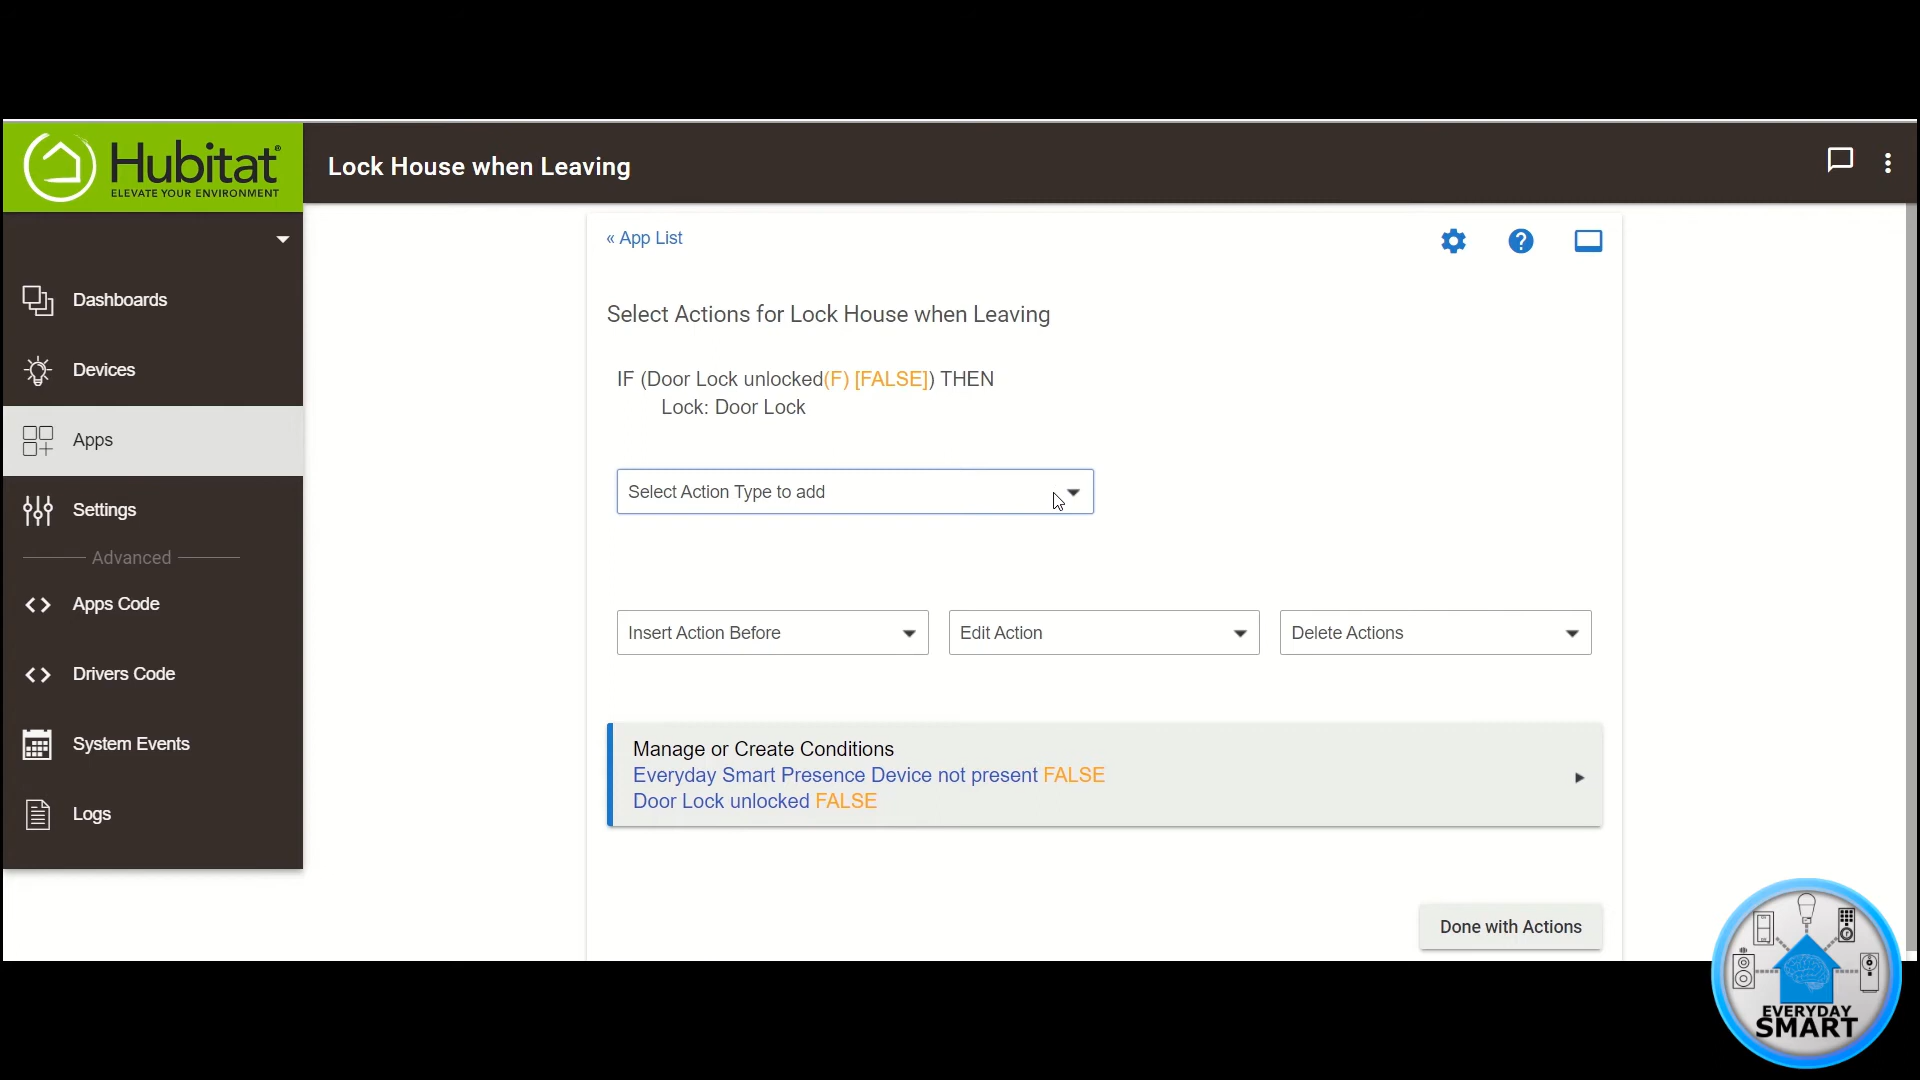 Hubitat®
ELEVATE YOUR ENVIRONMENT
Lock House when Leaving
Dashboards
Devices
Apps
Settings
Advanced
Apps Code
Drivers Code
System Events
Logs
« App List
?
Select Actions for Lock House when Leaving
IF (Door Lock unlocked(F) [FALSE]) THEN
Lock: Door Lock
Select Action Type to add
Insert Action Before
Edit Action
Delete Actions
Manage or Create Conditions
Everyday Smart Presence Device not present FALSE
Door Lock unlocked FALSE
Done with Actions
EVERYDAY
SMART